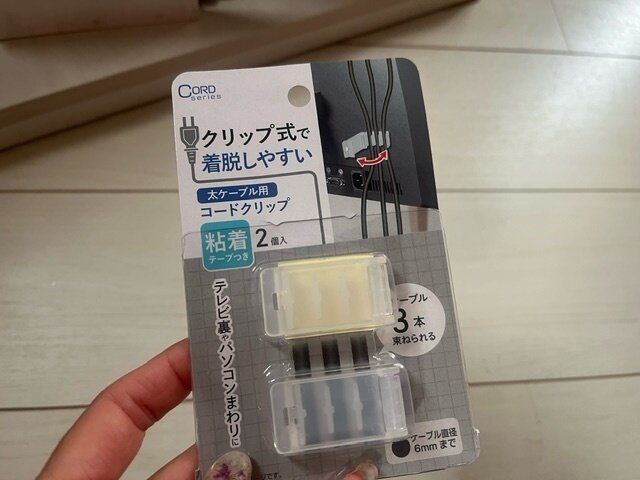 CORD
series
クリップ式で
着脱しやすい
太ケーブル用
コードクリップ
粘着
テープつき
2個入
テレビ裏やパソコンまわりに
ケーブル
3本
束ねられる
ケーブル直径
6mmまで